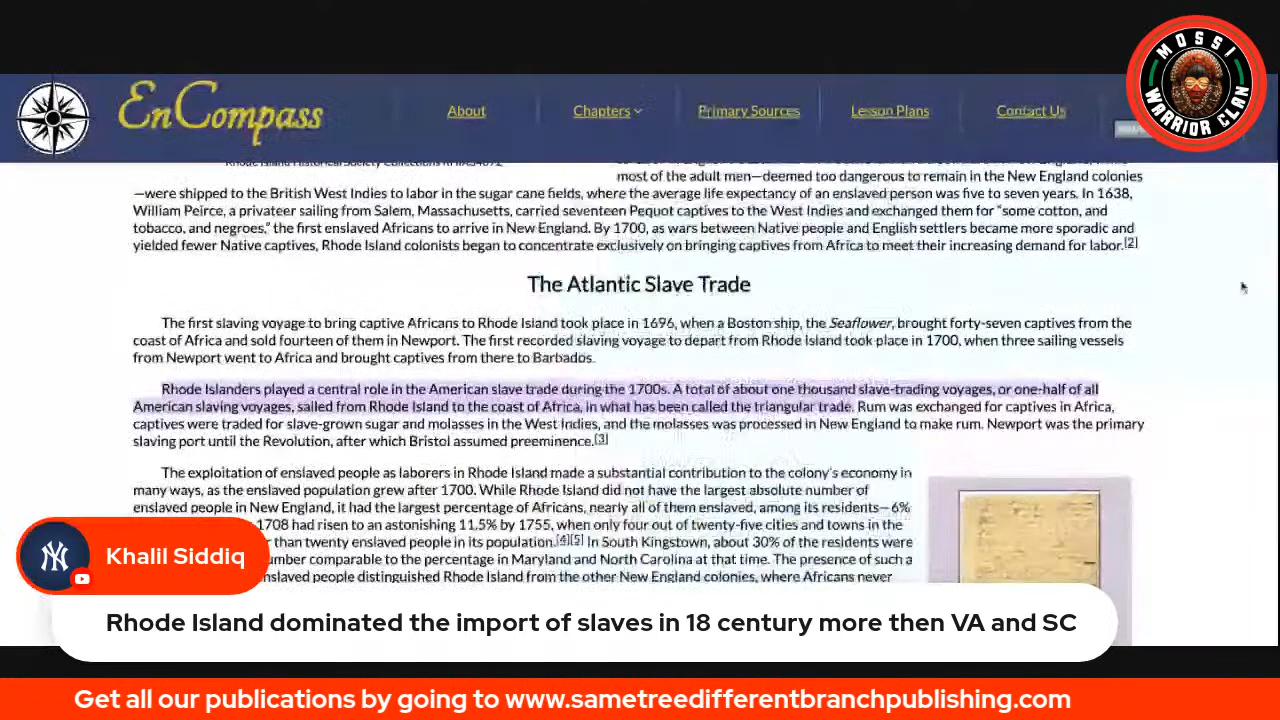 MOSSI
WARRIOR CLAN
EnCompass
About
Chapters
Primary Sources
Lesson Plans
Contact Us
most of the adult men—deemed too dangerous to remain in the New England colonies
—were shipped to the British West Indies to labor in the sugar cane fields, where the average life expectancy of an enslaved person was five to seven years. In 1638,
William Peirce, a privateer sailing from Salem, Massachusetts, carried seventeen Pequot captives to the West Indies and exchanged them for “some cotton, and
tobacco, and negroes,” the first enslaved Africans to arrive in New England. By 1700, as wars between Native people and English settlers became more sporadic and
yielded fewer Native captives, Rhode Island colonists began to concentrate exclusively on bringing captives from Africa to meet their increasing demand for labor.[2]
The Atlantic Slave Trade
The first slaving voyage to bring captive Africans to Rhode Island took place in 1696, when a Boston ship, the Seaflower, brought forty-seven captives from the
coast of Africa and sold fourteen of them in Newport. The first recorded slaving voyage to depart from Rhode Island took place in 1700, when three sailing vessels
from Newport went to Africa and brought captives from there to Barbados.
Rhode Islanders played a central role in the American slave trade during the 1700s. A total of about one thousand slave-trading voyages, or one-half of all
American slaving voyages, sailed from Rhode Island to the coast of Africa, in what has been called the triangular trade. Rum was exchanged for captives in Africa,
captives were traded for slave-grown sugar and molasses in the West Indies, and the molasses was processed in New England to make rum. Newport was the primary
slaving port until the Revolution, after which Bristol assumed preeminence.[3]
The exploitation of enslaved people as laborers in Rhode Island made a substantial contribution to the colony’s economy in
many ways, as the enslaved population grew after 1700. While Rhode Island did not have the largest absolute number of
enslaved people in New England, it had the largest percentage of Africans, nearly all of them enslaved, among its residents—6%
1708 had risen to an astonishing 11.5% by 1755, when only four out of twenty-five cities and towns in the
than twenty enslaved people in its population.[4][5] In South Kingstown, about 30% of the residents were
comparable to the percentage in Maryland and North Carolina at that time. The presence of such a
enslaved people distinguished Rhode Island from the other New England colonies, where Africans never
Khalil Siddiq
Rhode Island dominated the import of slaves in 18 century more then VA and SC
Get all our publications by going to www.sametreedifferentbranchpublishing.com